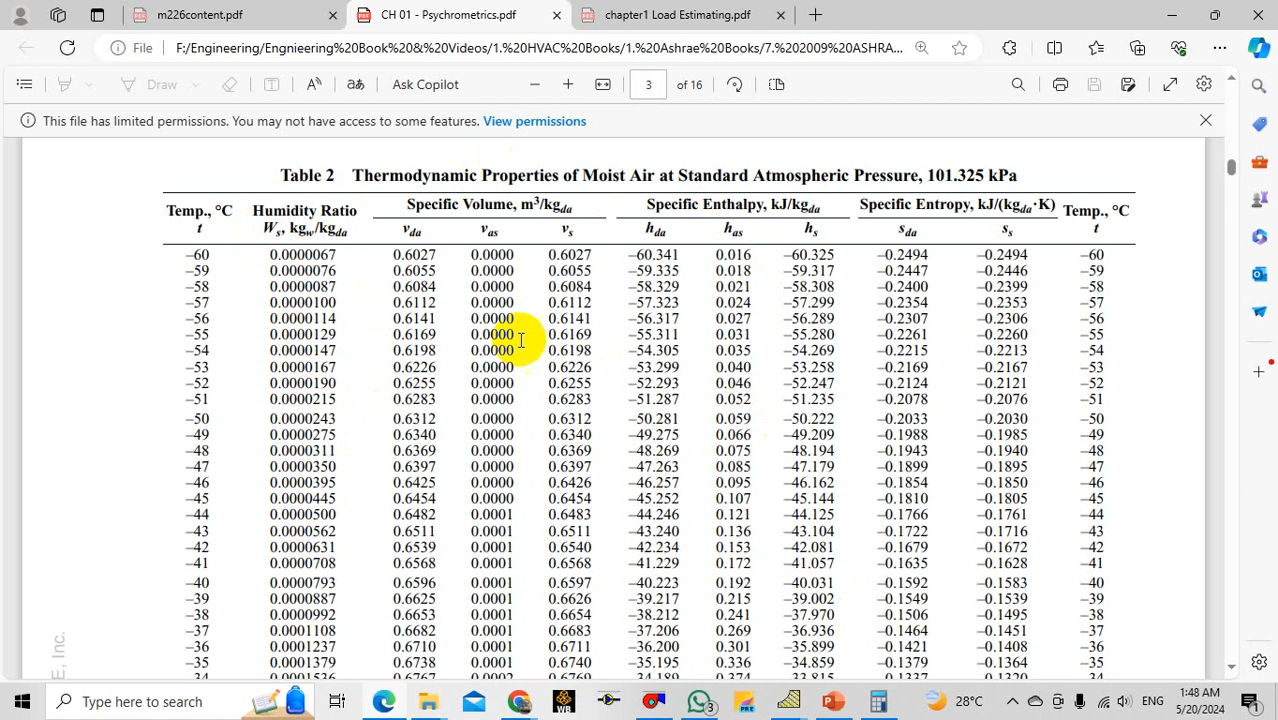 m226content.pdf
CH 01 - Psychrometrics.pdf
chapter1 Load Estimating.pdf
File F:/Engineering/Engnieering%20Book%20&%20Videos/1.%20HVAC%20Books/1.%20Ashrae%20Books/7.%202009%20ASHRA...
Draw Ask Copilot 3 of 16
This file has limited permissions. You may not have access to some features. View permissions
Table 2 Thermodynamic Properties of Moist Air at Standard Atmospheric Pressure, 101.325 kPa
Temp., °C Humidity Ratio Specific Volume, m3/kgda Specific Enthalpy, kJ/kgda Specific Entropy, kJ/(kgda·K) Temp., °C
t Ws, kgw/kgda vda vas vs hda has hs sda ss t
–60 0.0000067 0.6027 0.0000 0.6027 –60.341 0.016 –60.325 –0.2494 –0.2494 –60
–59 0.0000076 0.6055 0.0000 0.6055 –59.335 0.018 –59.317 –0.2447 –0.2446 –59
–58 0.0000087 0.6084 0.0000 0.6084 –58.329 0.021 –58.308 –0.2400 –0.2399 –58
–57 0.0000100 0.6112 0.0000 0.6112 –57.323 0.024 –57.299 –0.2354 –0.2353 –57
–56 0.0000114 0.6141 0.0000 0.6141 –56.317 0.027 –56.289 –0.2307 –0.2306 –56
–55 0.0000129 0.6169 0.0000 0.6169 –55.311 0.031 –55.280 –0.2261 –0.2260 –55
–54 0.0000147 0.6198 0.0000 0.6198 –54.305 0.035 –54.269 –0.2215 –0.2213 –54
–53 0.0000167 0.6226 0.0000 0.6226 –53.299 0.040 –53.258 –0.2169 –0.2167 –53
–52 0.0000190 0.6255 0.0000 0.6255 –52.293 0.046 –52.247 –0.2124 –0.2121 –52
–51 0.0000215 0.6283 0.0000 0.6283 –51.287 0.052 –51.235 –0.2078 –0.2076 –51
–50 0.0000243 0.6312 0.0000 0.6312 –50.281 0.059 –50.222 –0.2033 –0.2030 –50
–49 0.0000275 0.6340 0.0000 0.6340 –49.275 0.066 –49.209 –0.1988 –0.1985 –49
–48 0.0000311 0.6369 0.0000 0.6369 –48.269 0.075 –48.194 –0.1943 –0.1940 –48
–47 0.0000350 0.6397 0.0000 0.6397 –47.263 0.085 –47.179 –0.1899 –0.1895 –47
–46 0.0000395 0.6425 0.0000 0.6426 –46.257 0.095 –46.162 –0.1854 –0.1850 –46
–45 0.0000445 0.6454 0.0000 0.6454 –45.252 0.107 –45.144 –0.1810 –0.1805 –45
–44 0.0000500 0.6482 0.0001 0.6483 –44.246 0.121 –44.125 –0.1766 –0.1761 –44
–43 0.0000562 0.6511 0.0001 0.6511 –43.240 0.136 –43.104 –0.1722 –0.1716 –43
–42 0.0000631 0.6539 0.0001 0.6540 –42.234 0.153 –42.081 –0.1679 –0.1672 –42
–41 0.0000708 0.6568 0.0001 0.6568 –41.229 0.172 –41.057 –0.1635 –0.1628 –41
–40 0.0000793 0.6596 0.0001 0.6597 –40.223 0.192 –40.031 –0.1592 –0.1583 –40
–39 0.0000887 0.6625 0.0001 0.6626 –39.217 0.215 –39.002 –0.1549 –0.1539 –39
–38 0.0000992 0.6653 0.0001 0.6654 –38.212 0.241 –37.970 –0.1506 –0.1495 –38
–37 0.0001108 0.6682 0.0001 0.6683 –37.206 0.269 –36.936 –0.1464 –0.1451 –37
–36 0.0001237 0.6710 0.0001 0.6711 –36.200 0.301 –35.899 –0.1421 –0.1408 –36
–35 0.0001379 0.6738 0.0001 0.6740 –35.195 0.336 –34.859 –0.1379 –0.1364 –35
E, Inc.
Type here to search
3
28°C
ENG
1:48 AM
5/20/2024
1